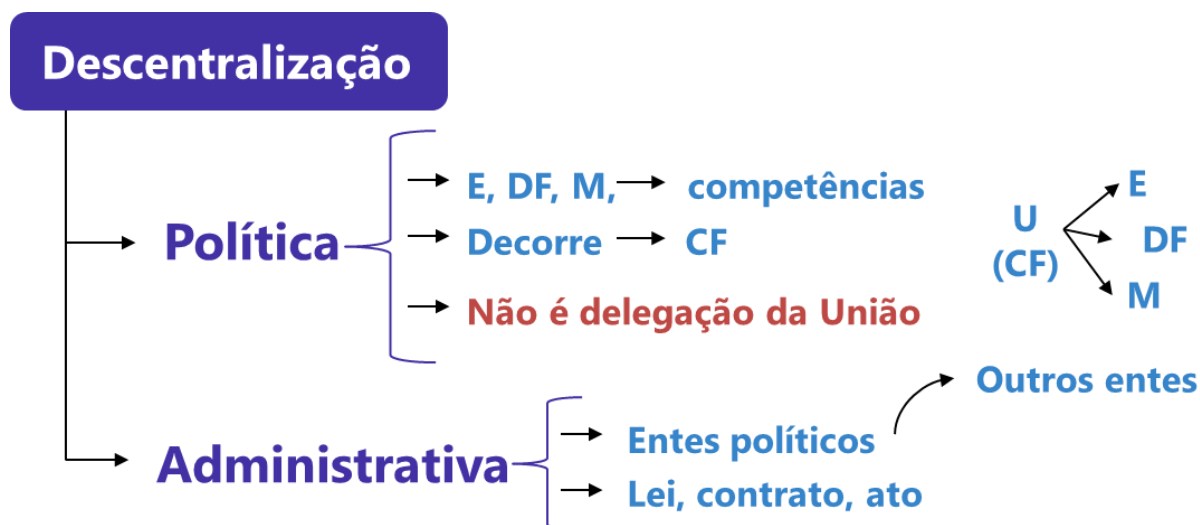 Descentralização
Política
E, DF, M, competências
Decorre CF
Não é delegação da União
U
(CF)
E
DF
M
Administrativa
Entes políticos
Outros entes
Lei, contrato, ato